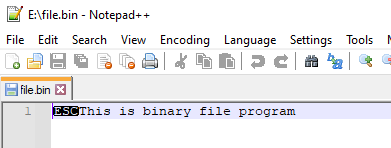 E:\file.bin - Notepad++
File Edit Search View Encoding Language Settings Tools
file.bin
1 ESCThis is binary file program